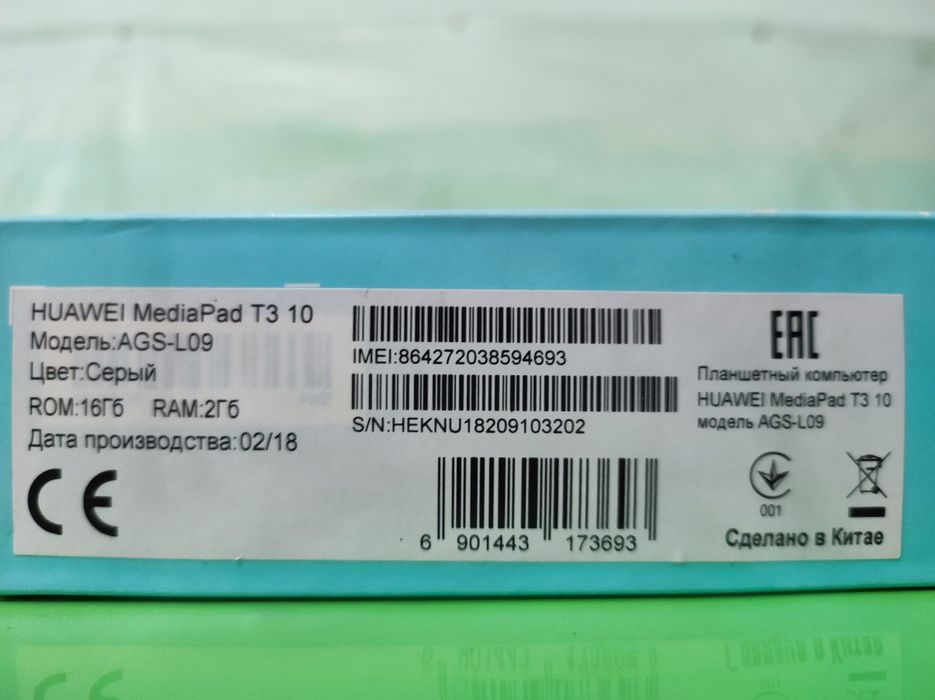 HUAWEI MediaPad T3 10
Модель:AGS-L09
Цвет:Серый
ROM:16Гб RAM:2Гб
Дата производства:02/18
CE
IMEI:864272038594693
S/N:HEKNU18209103202
6 901443 173693
EAC
Планшетный компьютер
HUAWEI MediaPad T3 10
модель AGS-L09
001
Сделано в Китае